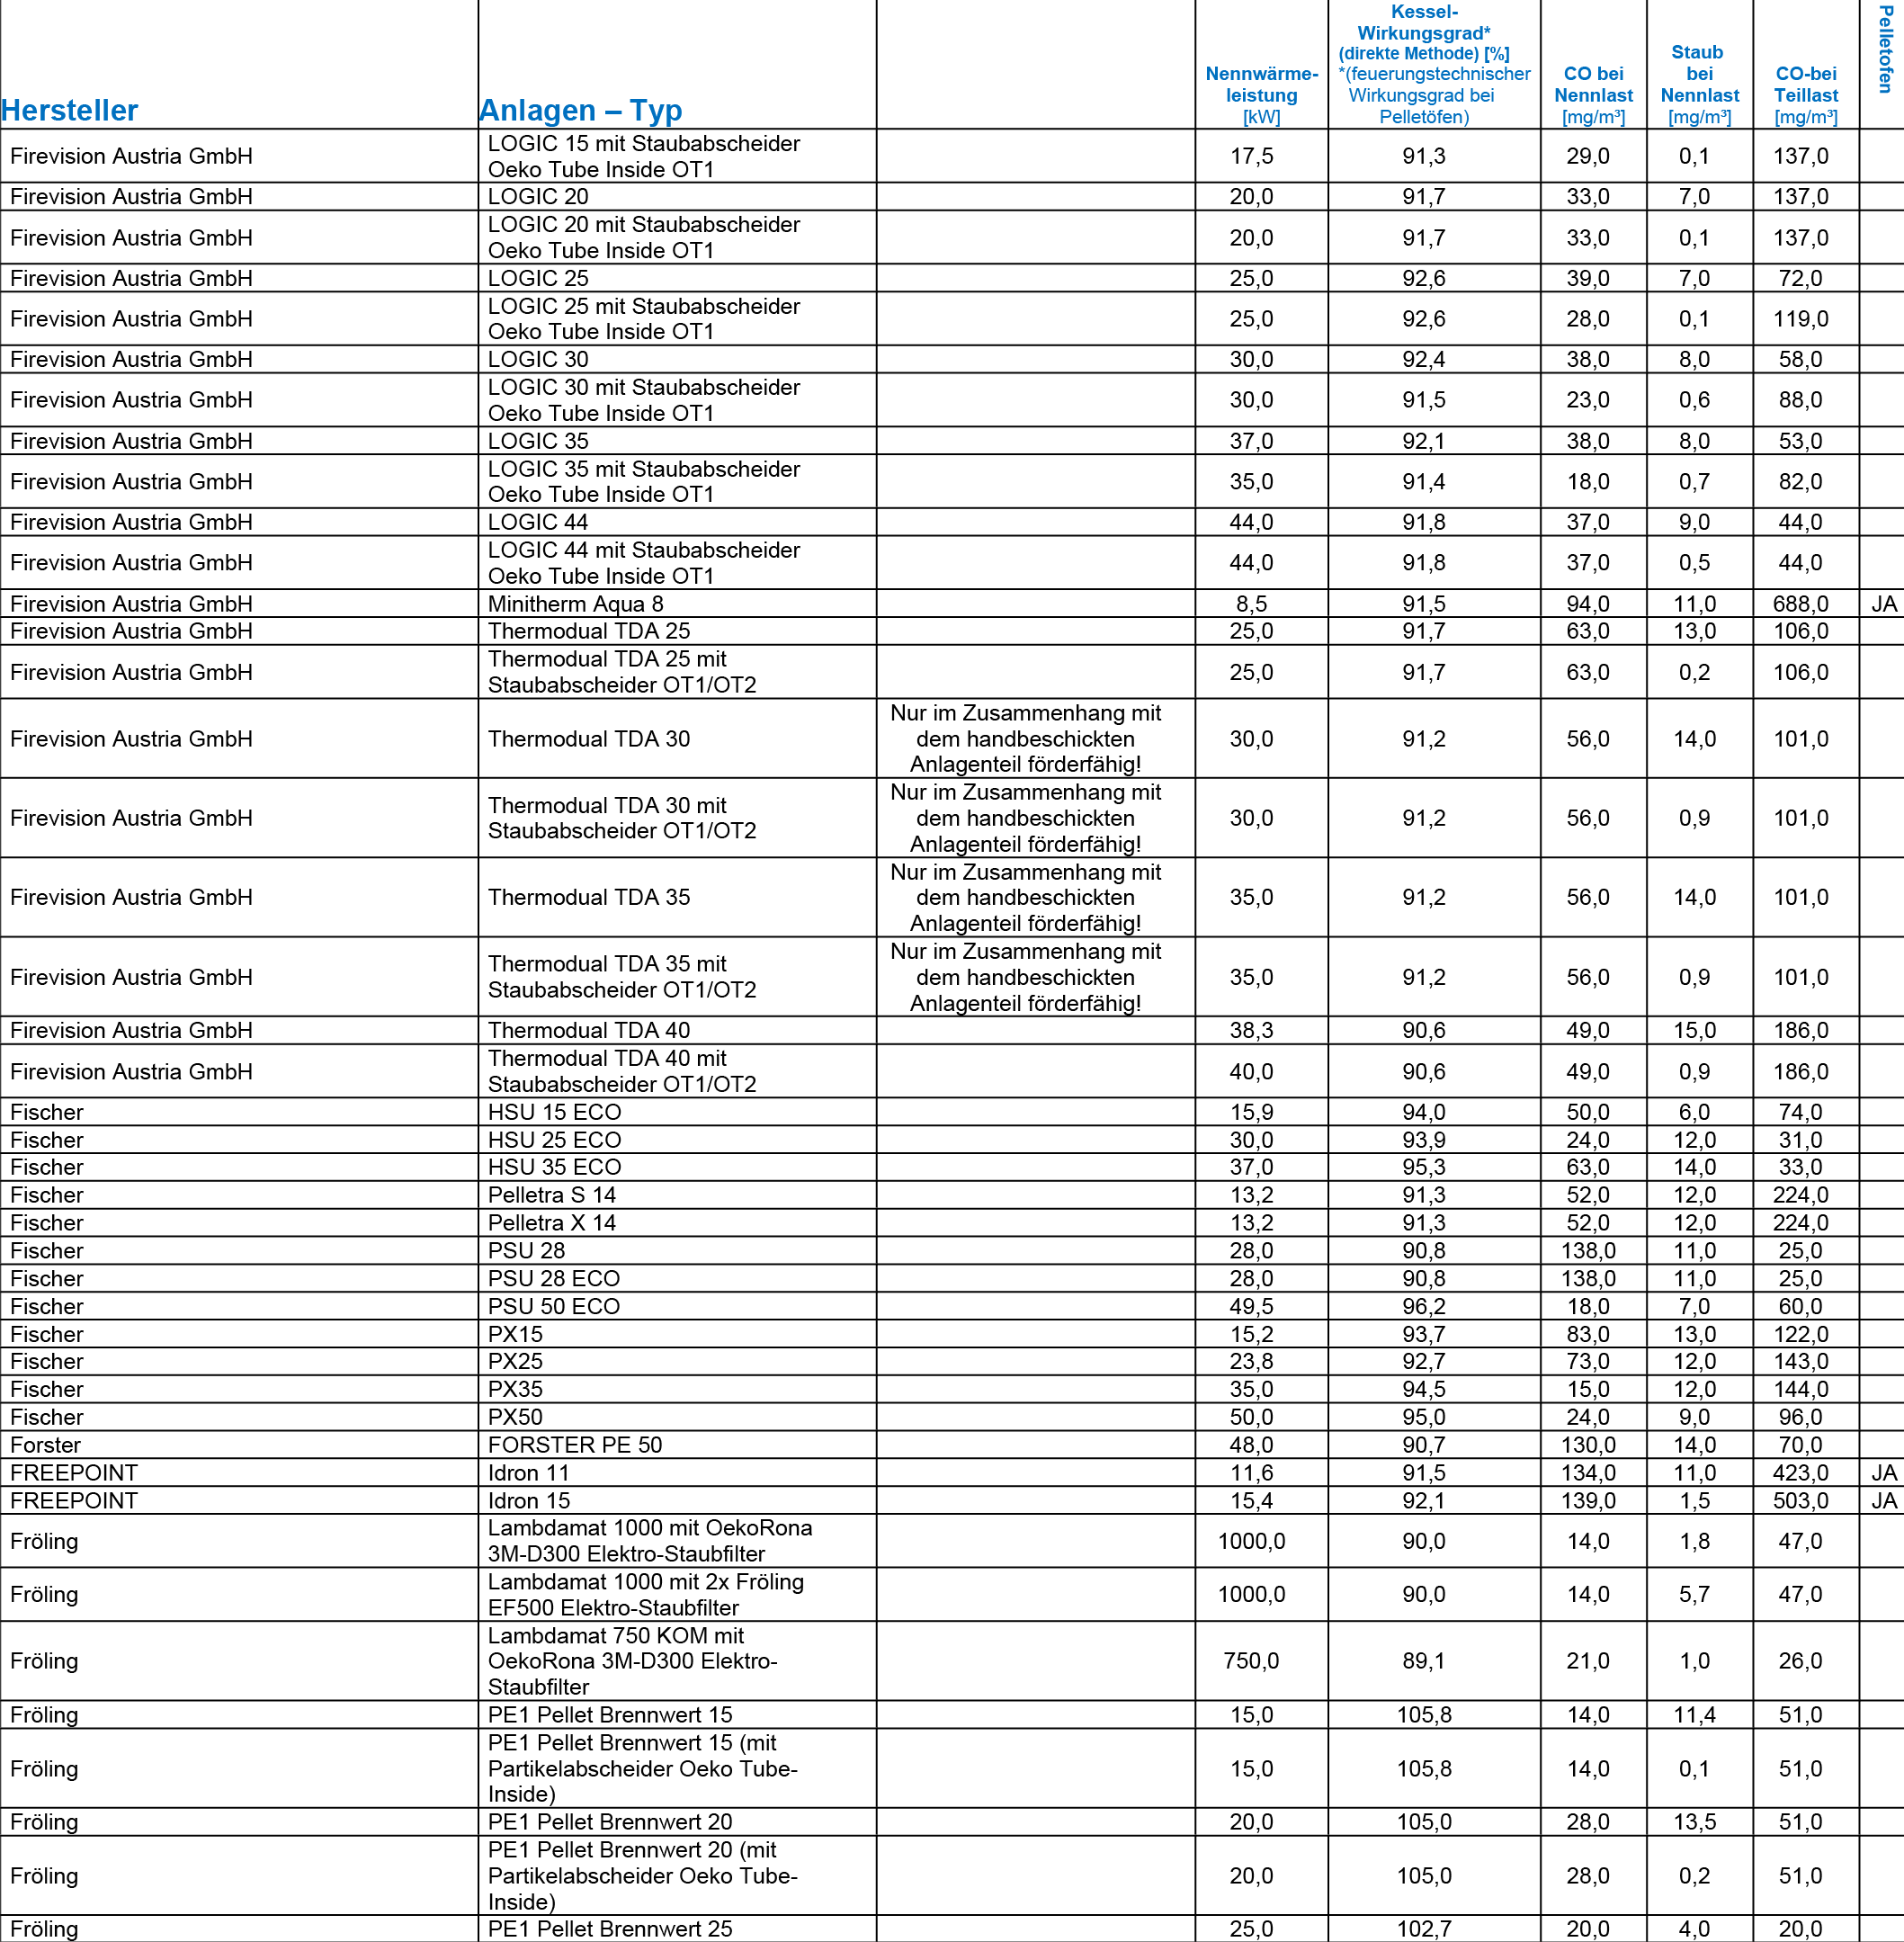 Hersteller Anlagen – Typ Nennwärme-leistung [kW] Kessel-Wirkungsgrad* (direkte Methode) [%] *(feuerungstechnischer Wirkungsgrad bei Pelletöfen) CO bei Nennlast [mg/m³] Staub bei Nennlast [mg/m³] CO-bei Teillast [mg/m³] Pelletofen
Firevision Austria GmbH LOGIC 15 mit Staubabscheider Oeko Tube Inside OT1 17,5 91,3 29,0 0,1 137,0
Firevision Austria GmbH LOGIC 20 20,0 91,7 33,0 7,0 137,0
Firevision Austria GmbH LOGIC 20 mit Staubabscheider Oeko Tube Inside OT1 20,0 91,7 33,0 0,1 137,0
Firevision Austria GmbH LOGIC 25 25,0 92,6 39,0 7,0 72,0
Firevision Austria GmbH LOGIC 25 mit Staubabscheider Oeko Tube Inside OT1 25,0 92,6 28,0 0,1 119,0
Firevision Austria GmbH LOGIC 30 30,0 92,4 38,0 8,0 58,0
Firevision Austria GmbH LOGIC 30 mit Staubabscheider Oeko Tube Inside OT1 30,0 91,5 23,0 0,6 88,0
Firevision Austria GmbH LOGIC 35 37,0 92,1 38,0 8,0 53,0
Firevision Austria GmbH LOGIC 35 mit Staubabscheider Oeko Tube Inside OT1 35,0 91,4 18,0 0,7 82,0
Firevision Austria GmbH LOGIC 44 44,0 91,8 37,0 9,0 44,0
Firevision Austria GmbH LOGIC 44 mit Staubabscheider Oeko Tube Inside OT1 44,0 91,8 37,0 0,5 44,0
Firevision Austria GmbH Minitherm Aqua 8 8,5 91,5 94,0 11,0 688,0 JA
Firevision Austria GmbH Thermodual TDA 25 25,0 91,7 63,0 13,0 106,0
Firevision Austria GmbH Thermodual TDA 25 mit Staubabscheider OT1/OT2 25,0 91,7 63,0 0,2 106,0
Firevision Austria GmbH Thermodual TDA 30 Nur im Zusammenhang mit dem handbeschickten Anlagenteil förderfähig! 30,0 91,2 56,0 14,0 101,0
Firevision Austria GmbH Thermodual TDA 30 mit Staubabscheider OT1/OT2 Nur im Zusammenhang mit dem handbeschickten Anlagenteil förderfähig! 30,0 91,2 56,0 0,9 101,0
Firevision Austria GmbH Thermodual TDA 35 Nur im Zusammenhang mit dem handbeschickten Anlagenteil förderfähig! 35,0 91,2 56,0 14,0 101,0
Firevision Austria GmbH Thermodual TDA 35 mit Staubabscheider OT1/OT2 Nur im Zusammenhang mit dem handbeschickten Anlagenteil förderfähig! 35,0 91,2 56,0 0,9 101,0
Firevision Austria GmbH Thermodual TDA 40 38,3 90,6 49,0 15,0 186,0
Firevision Austria GmbH Thermodual TDA 40 mit Staubabscheider OT1/OT2 40,0 90,6 49,0 0,9 186,0
Fischer HSU 15 ECO 15,9 94,0 50,0 6,0 74,0
Fischer HSU 25 ECO 30,0 93,9 24,0 12,0 31,0
Fischer HSU 35 ECO 37,0 95,3 63,0 14,0 33,0
Fischer Pelletra S 14 13,2 91,3 52,0 12,0 224,0
Fischer Pelletra X 14 13,2 91,3 52,0 12,0 224,0
Fischer PSU 28 28,0 90,8 138,0 11,0 25,0
Fischer PSU 28 ECO 28,0 90,8 138,0 11,0 25,0
Fischer PSU 50 ECO 49,5 96,2 18,0 7,0 60,0
Fischer PX15 15,2 93,7 83,0 13,0 122,0
Fischer PX25 23,8 92,7 73,0 12,0 143,0
Fischer PX35 35,0 94,5 15,0 12,0 144,0
Fischer PX50 50,0 95,0 24,0 9,0 96,0
Forster FORSTER PE 50 48,0 90,7 130,0 14,0 70,0
FREEPOINT Idron 11 11,6 91,5 134,0 11,0 423,0 JA
FREEPOINT Idron 15 15,4 92,1 139,0 1,5 503,0 JA
Fröling Lambdamat 1000 mit OekoRona 3M-D300 Elektro-Staubfilter 1000,0 90,0 14,0 1,8 47,0
Fröling Lambdamat 1000 mit 2x Fröling EF500 Elektro-Staubfilter 1000,0 90,0 14,0 5,7 47,0
Fröling Lambdamat 750 KOM mit OekoRona 3M-D300 Elektro-Staubfilter 750,0 89,1 21,0 1,0 26,0
Fröling PE1 Pellet Brennwert 15 15,0 105,8 14,0 11,4 51,0
Fröling PE1 Pellet Brennwert 15 (mit Partikelabscheider Oeko Tube-Inside) 15,0 105,8 14,0 0,1 51,0
Fröling PE1 Pellet Brennwert 20 20,0 105,0 28,0 13,5 51,0
Fröling PE1 Pellet Brennwert 20 (mit Partikelabscheider Oeko Tube-Inside) 20,0 105,0 28,0 0,2 51,0
Fröling PE1 Pellet Brennwert 25 25,0 102,7 20,0 4,0 20,0